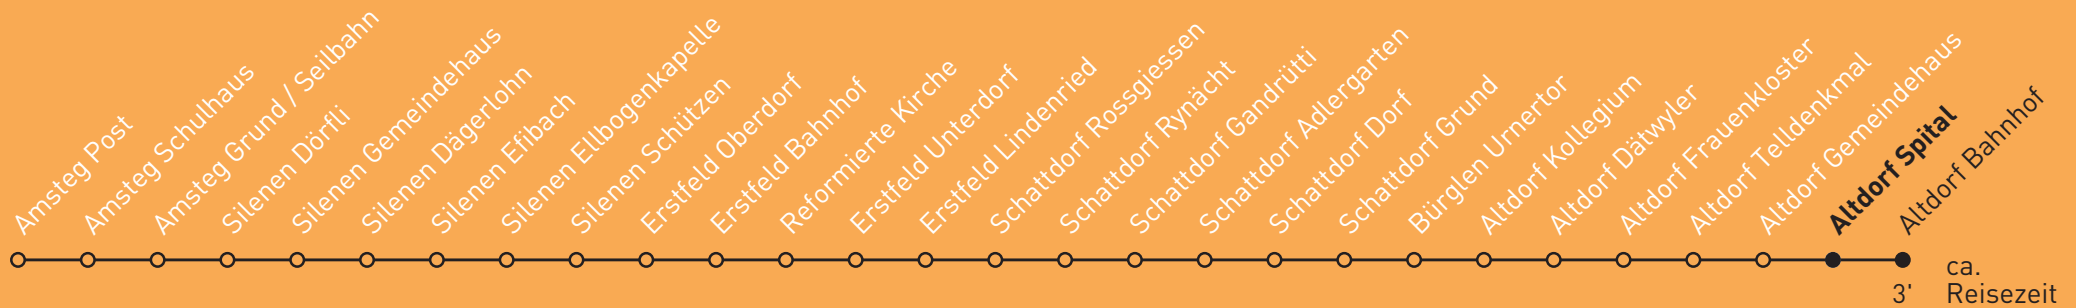 Amsteg Post
Amsteg Schulhaus
Amsteg Grund / Seilbahn
Silenen Dörfli
Silenen Gemeindehaus
Silenen Dägerlohn
Silenen Efibach
Silenen Ellbogenkapelle
Silenen Schützen
Erstfeld Oberdorf
Erstfeld Bahnhof
Reformierte Kirche
Erstfeld Unterdorf
Erstfeld Lindenried
Schattdorf Rossgiessen
Schattdorf Rynächt
Schattdorf Gandrütti
Schattdorf Adlergarten
Schattdorf Dorf
Schattdorf Grund
Bürglen Urnertor
Altdorf Kollegium
Altdorf Dätwyler
Altdorf Frauenkloster
Altdorf Telldenkmal
Altdorf Gemeindehaus
Altdorf Spital
Altdorf Bahnhof
ca.
3' Reisezeit